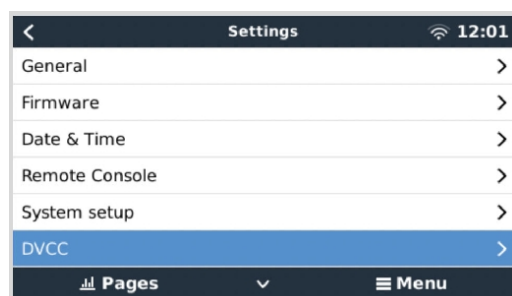 Settings 12:01
General
Firmware
Date & Time
Remote Console
System setup
DVCC
Pages Menu